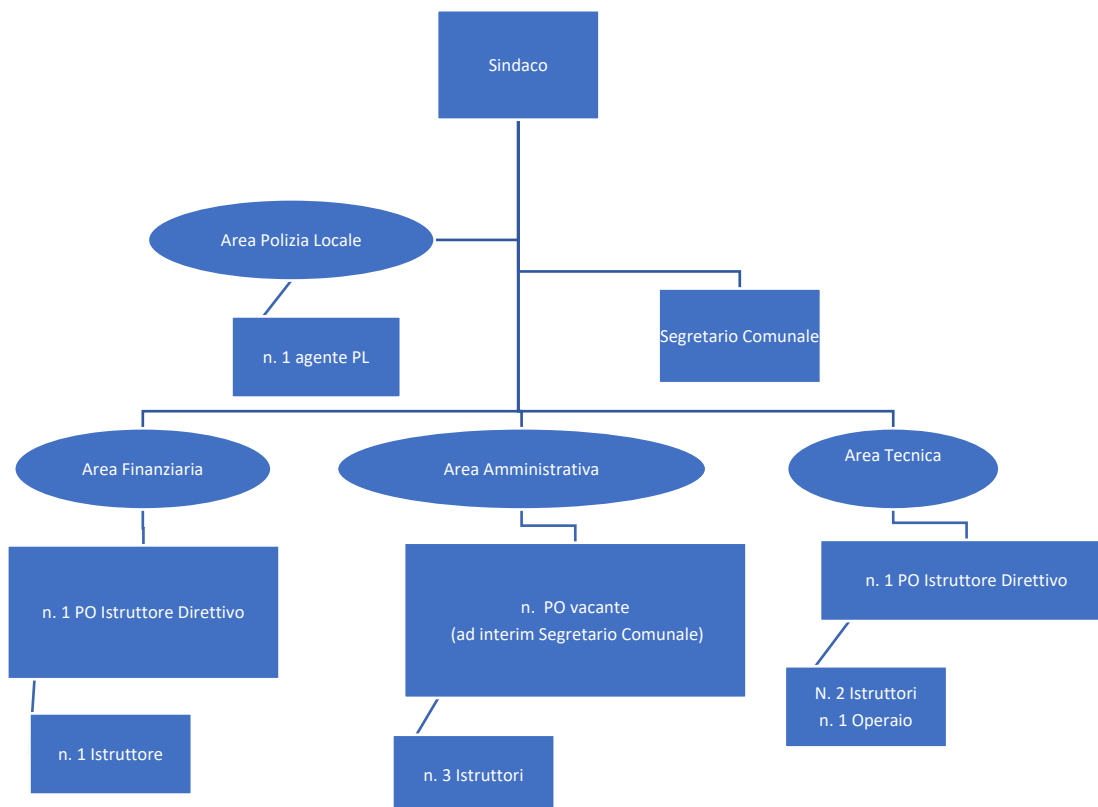 Sindaco
Area Polizia Locale
Segretario Comunale
n. 1 agente PL
Area Finanziaria
Area Amministrativa
Area Tecnica
n. 1 PO Istruttore Direttivo
n.  PO vacante
(ad interim Segretario Comunale)
n. 1 PO Istruttore Direttivo
N. 2 Istruttori
n. 1 Operaio
n. 1 Istruttore
n. 3 Istruttori